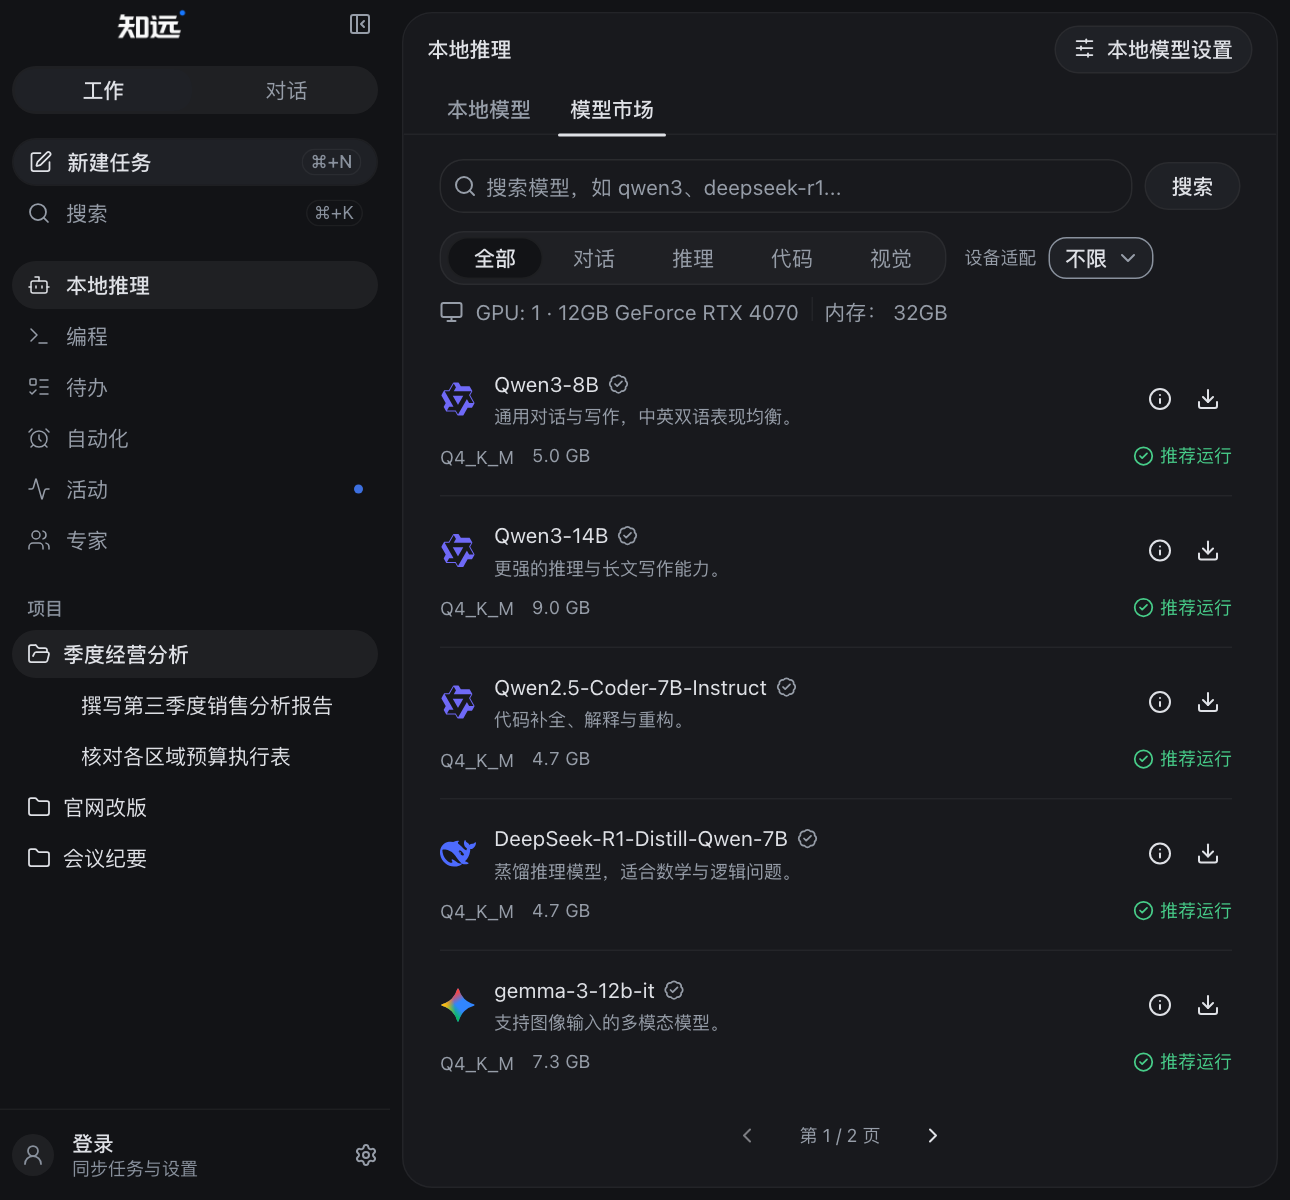 知远
工作
对话
新建任务
⌘+N
搜索
⌘+K
本地推理
编程
待办
自动化
活动
专家
项目
季度经营分析
撰写第三季度销售分析报告
核对各区域预算执行表
官网改版
会议纪要
登录
同步任务与设置
本地推理
本地模型设置
本地模型
模型市场
搜索模型，如 qwen3、deepseek-r1...
搜索
全部
对话
推理
代码
视觉
设备适配
不限
GPU: 1 · 12GB GeForce RTX 4070
内存： 32GB
Qwen3-8B
通用对话与写作，中英双语表现均衡。
Q4_K_M 5.0 GB
推荐运行
Qwen3-14B
更强的推理与长文写作能力。
Q4_K_M 9.0 GB
推荐运行
Qwen2.5-Coder-7B-Instruct
代码补全、解释与重构。
Q4_K_M 4.7 GB
推荐运行
DeepSeek-R1-Distill-Qwen-7B
蒸馏推理模型，适合数学与逻辑问题。
Q4_K_M 4.7 GB
推荐运行
gemma-3-12b-it
支持图像输入的多模态模型。
Q4_K_M 7.3 GB
推荐运行
第 1 / 2 页